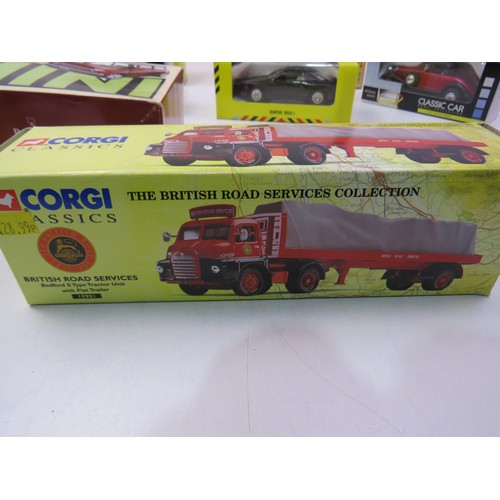 CORGI
CLASSICS
CLASSIC CAR
THE BRITISH ROAD SERVICES COLLECTION
CORGI
CLASSICS
BRITISH ROAD SERVICES
Bedford S Type Tractor Unit
with Flat Trailer